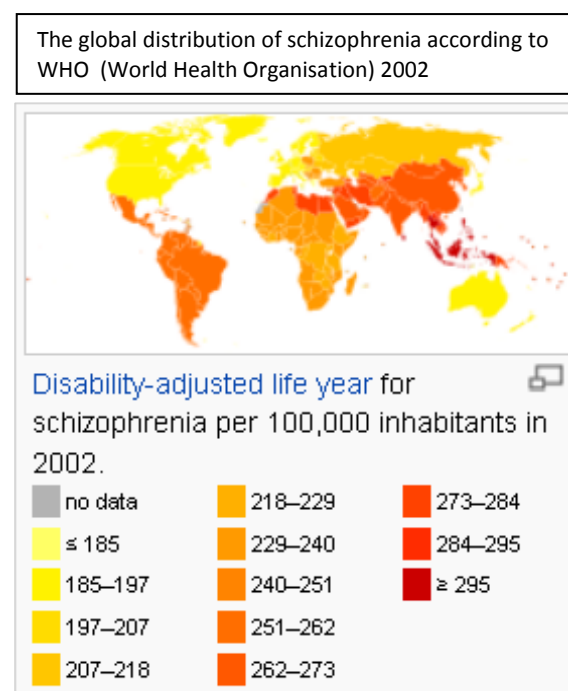 The global distribution of schizophrenia according to
WHO  (World Health Organisation) 2002
Disability-adjusted life year for
schizophrenia per 100,000 inhabitants in
2002.
no data
≤ 185
185–197
197–207
207–218
218–229
229–240
240–251
251–262
262–273
273–284
284–295
≥ 295